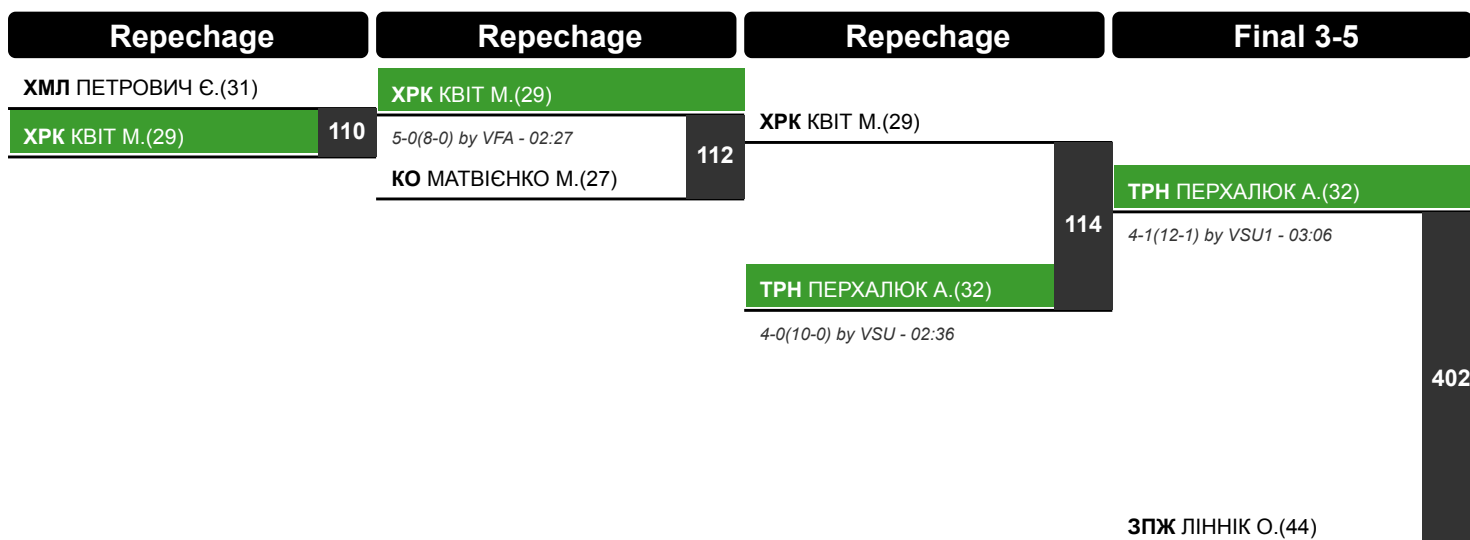 Repechage
Repechage
Repechage
Final 3-5
ХМЛ ПЕТРОВИЧ Є.(31)
ХРК КВІТ М.(29)
110
ХРК КВІТ М.(29)
5-0(8-0) by VFA - 02:27
КО МАТВІЄНКО М.(27)
112
ХРК КВІТ М.(29)
ТРН ПЕРХАЛЮК А.(32)
4-0(10-0) by VSU - 02:36
114
ТРН ПЕРХАЛЮК А.(32)
4-1(12-1) by VSU1 - 03:06
ЗПЖ ЛІННІК О.(44)
402